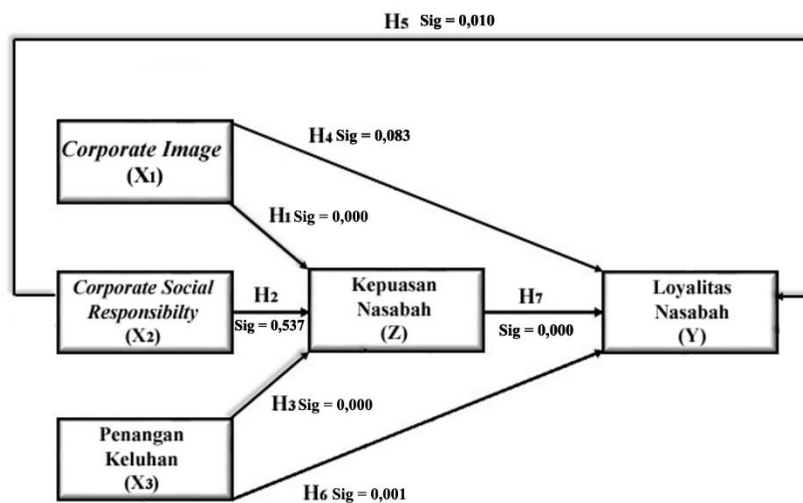 H5 Sig = 0,010
H4 Sig = 0,083
Corporate Image
(X1)
H1 Sig = 0,000
Corporate Social
Responsibilty
(X2)
H2
Sig = 0,537
Kepuasan
Nasabah
(Z)
H7
Sig = 0,000
Loyalitas
Nasabah
(Y)
H3 Sig = 0,000
Penangan
Keluhan
(X3)
H6 Sig = 0,001